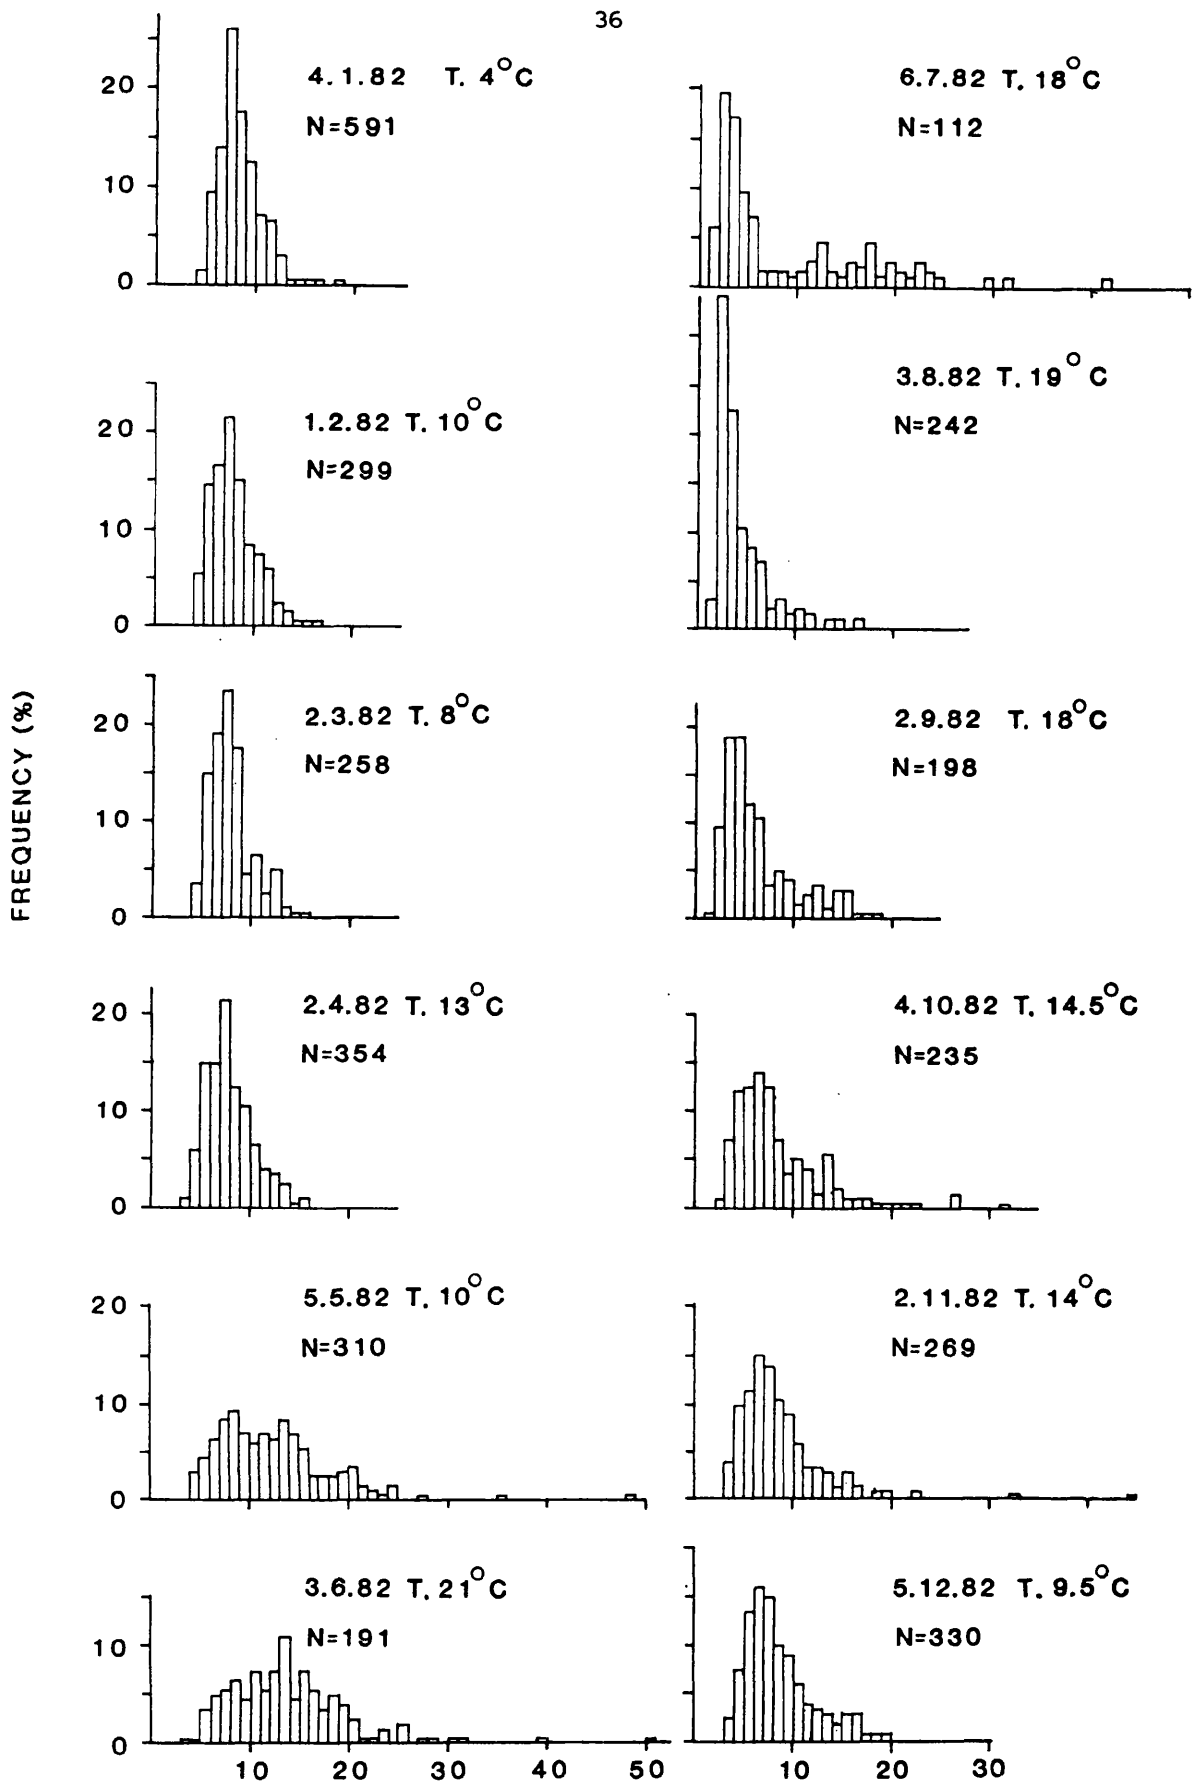 36
4.1.82 T. 4°C
N=591
20
10
0
6.7.82 T. 18°C
N=112
1.2.82 T. 10°C
N=299
20
10
0
3.8.82 T. 19°C
N=242
FREQUENCY (%)
2.3.82 T. 8°C
N=258
20
10
0
2.9.82 T. 18°C
N=198
2.4.82 T. 13°C
N=354
20
10
0
4.10.82 T. 14.5°C
N=235
5.5.82 T. 10°C
N=310
20
10
0
2.11.82 T. 14°C
N=269
3.6.82 T. 21°C
N=191
10
0
10 20 30 40 50
5.12.82 T. 9.5°C
N=330
10 20 30